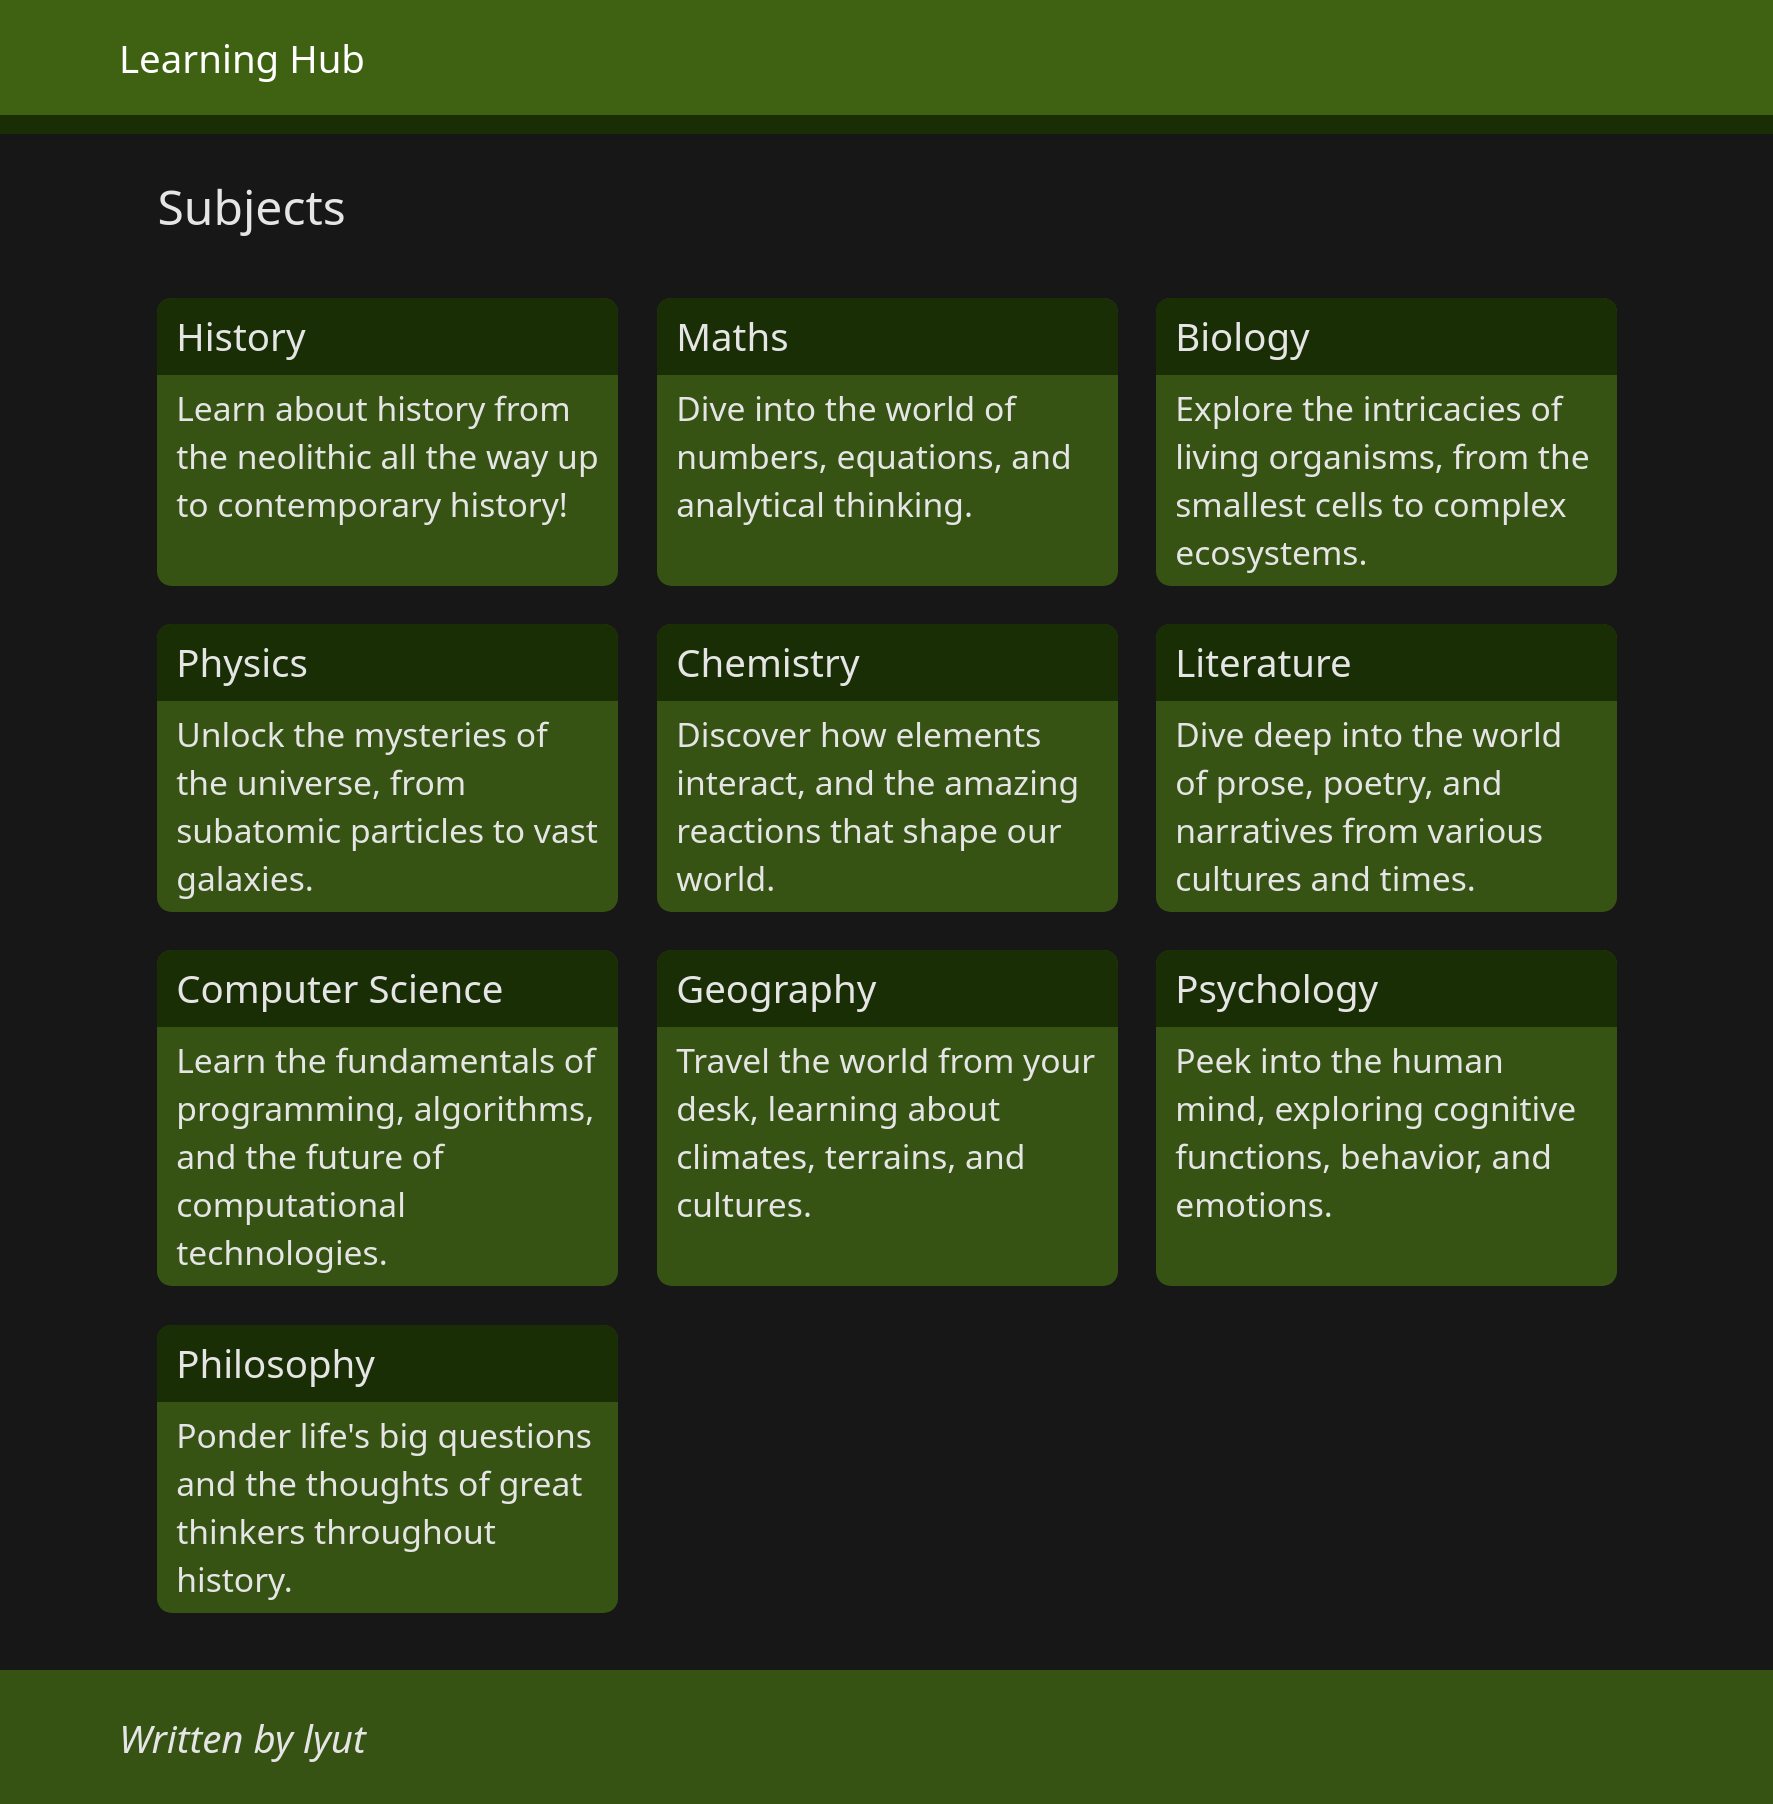 Learning Hub
Subjects
History
Learn about history from
the neolithic all the way up
to contemporary history!
Maths
Dive into the world of
numbers, equations, and
analytical thinking.
Biology
Explore the intricacies of
living organisms, from the
smallest cells to complex
ecosystems.
Physics
Unlock the mysteries of
the universe, from
subatomic particles to vast
galaxies.
Chemistry
Discover how elements
interact, and the amazing
reactions that shape our
world.
Literature
Dive deep into the world
of prose, poetry, and
narratives from various
cultures and times.
Computer Science
Learn the fundamentals of
programming, algorithms,
and the future of
computational
technologies.
Geography
Travel the world from your
desk, learning about
climates, terrains, and
cultures.
Psychology
Peek into the human
mind, exploring cognitive
functions, behavior, and
emotions.
Philosophy
Ponder life's big questions
and the thoughts of great
thinkers throughout
history.
Written by lyut